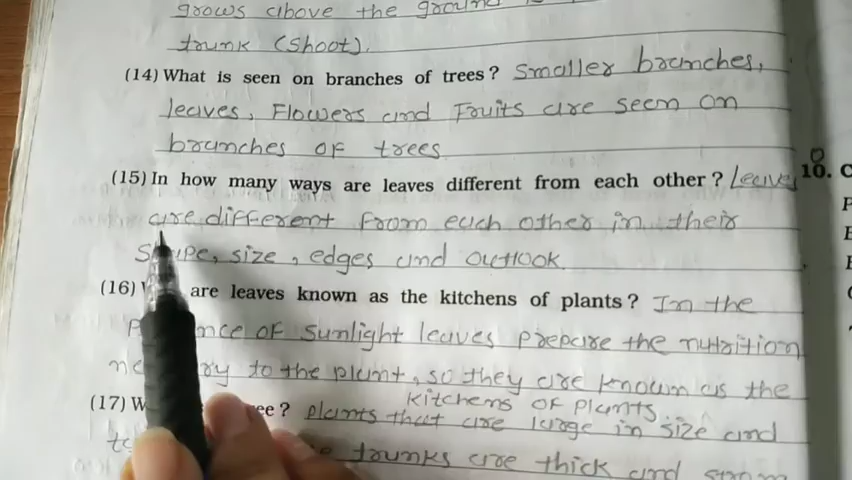 grows above the ground is
trunk (Shoot).
(14) What is seen on branches of trees? Smaller branches,
leaves, Flowers and Fruits are seen on
branches of trees
(15) In how many ways are leaves different from each other? Leaves
are different from each other in their
shape, size, edges and outlook.
(16) are leaves known as the kitchens of plants? In the
of sunlight leaves prepare the nutrition
to the plant, so they are known as the
kitchens of plants
(17) plants that are large in size and
trunks are thick and strong
10. C